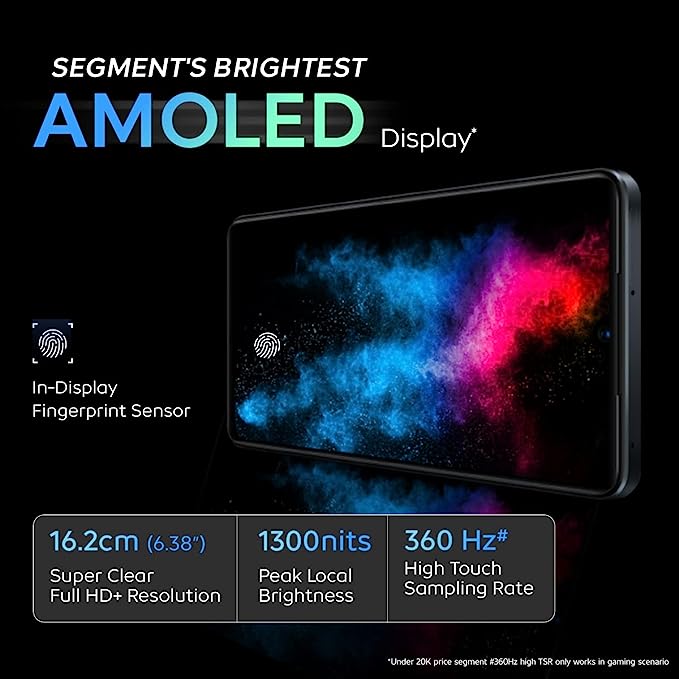 SEGMENT'S BRIGHTEST
AMOLED Display*
In-Display
Fingerprint Sensor
16.2cm (6.38”)
Super Clear
Full HD+ Resolution
1300nits
Peak Local
Brightness
360 Hz#
High Touch
Sampling Rate
*Under 20K price segment #360Hz high TSR only works in gaming scenario